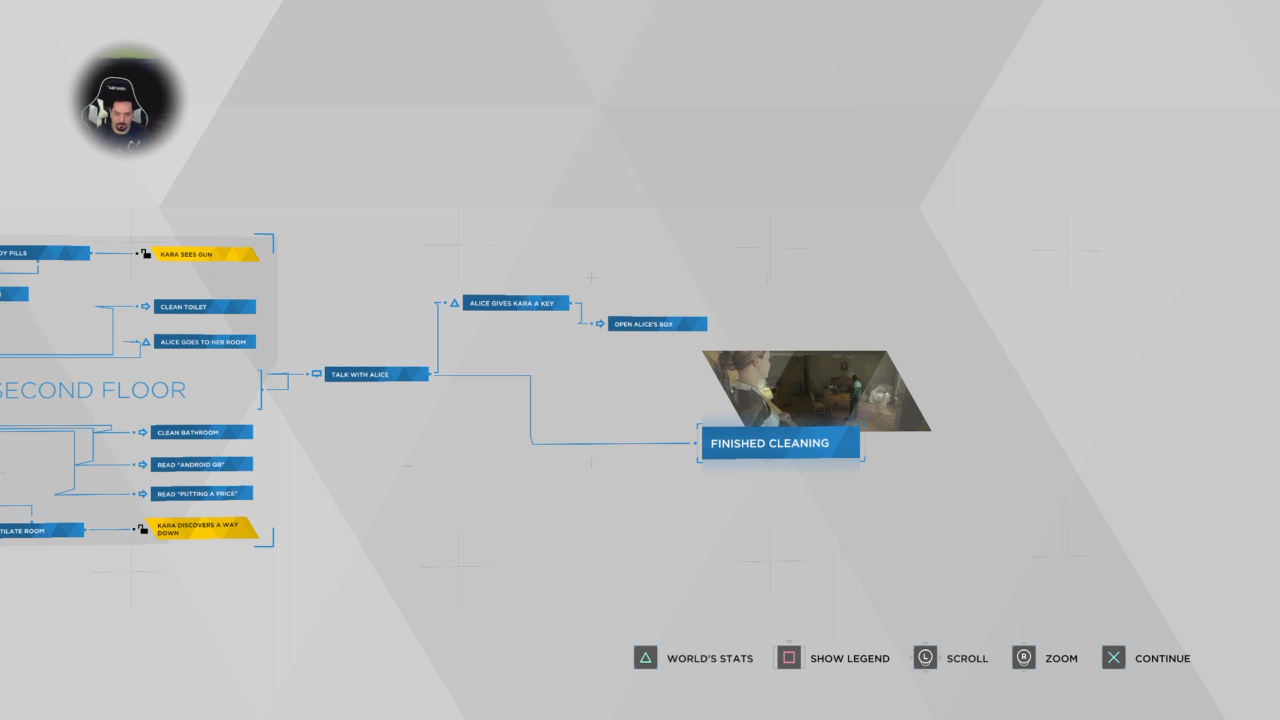 DY PILLS
KARA SEES GUN
CLEAN TOILET
ALICE GOES TO HER ROOM
ALICE GIVES KARA A KEY
OPEN ALICE'S BOX
SECOND FLOOR
TALK WITH ALICE
CLEAN BATHROOM
FINISHED CLEANING
READ "ANDROID QB"
READ "PUTTING A PRICE"
TILATE ROOM
KARA DISCOVERS A WAY
DOWN
WORLD'S STATS
SHOW LEGEND
L
SCROLL
R
ZOOM
CONTINUE